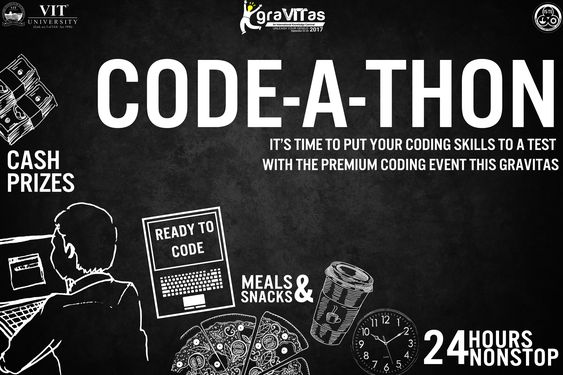 VIT
UNIVERSITY
graVITas
2017
CODE-A-THON
IT'S TIME TO PUT YOUR CODING SKILLS TO A TEST
WITH THE PREMIUM CODING EVENT THIS GRAVITAS
CASH
PRIZES
READY TO
CODE
MEALS &
SNACKS
24 HOURS
NONSTOP